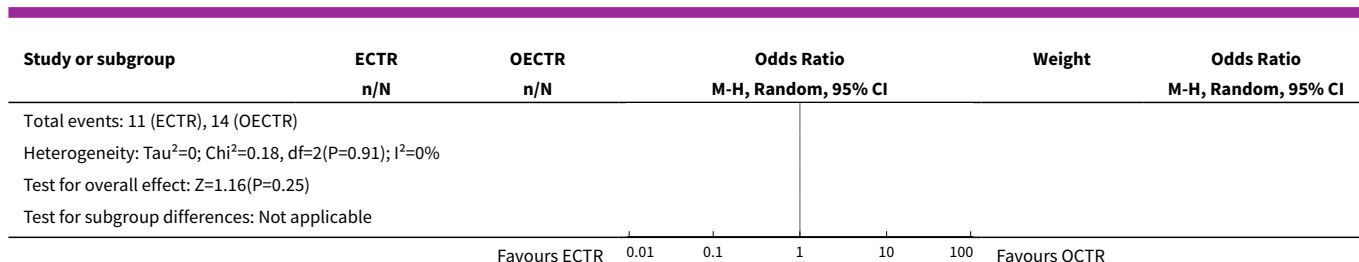 Study or subgroup ECTR OECTR Odds Ratio Weight Odds Ratio
n/N n/N M-H, Random, 95% CI M-H, Random, 95% CI
Total events: 11 (ECTR), 14 (OECTR)
Heterogeneity: Tau²=0; Chi²=0.18, df=2(P=0.91); I²=0%
Test for overall effect: Z=1.16(P=0.25)
Test for subgroup differences: Not applicable
Favours ECTR 0.01 0.1 1 10 100 Favours OCTR